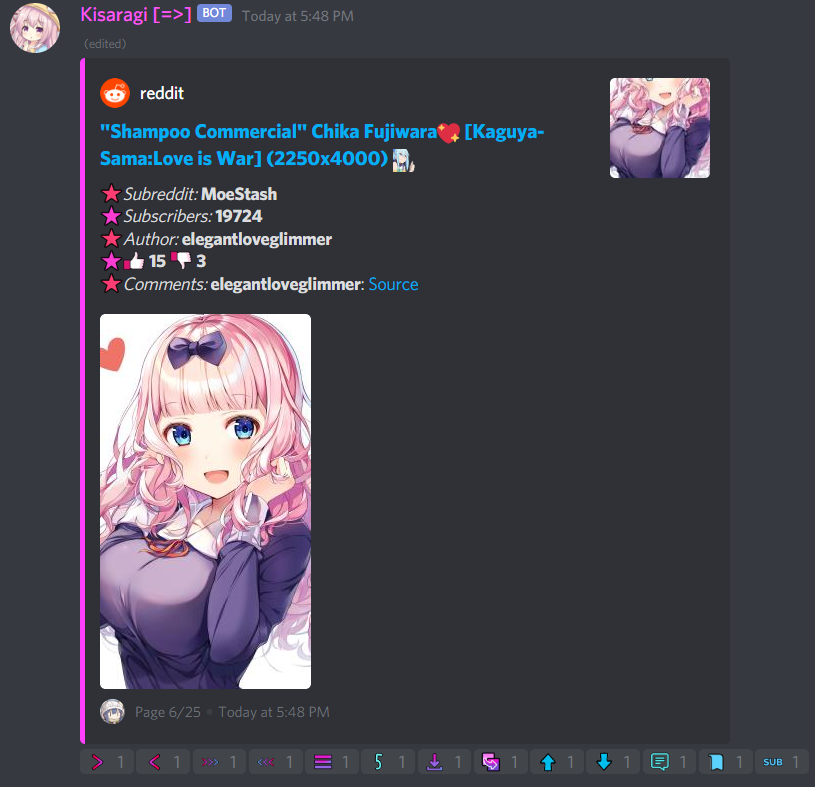 Kisaragi [=>] BOT Today at 5:48 PM
(edited)
reddit
"Shampoo Commercial" Chika Fujiwara💖 [Kaguya-
Sama:Love is War] (2250x4000)
Subreddit: MoeStash
Subscribers: 19724
Author: elegantloveglimmer
👍 15 👎 3
Comments: elegantloveglimmer: Source
Page 6/25 • Today at 5:48 PM
> 1 < 1 >>> 1 <<< 1 1 5 1 1 1 1 1 1 1 SUB 1